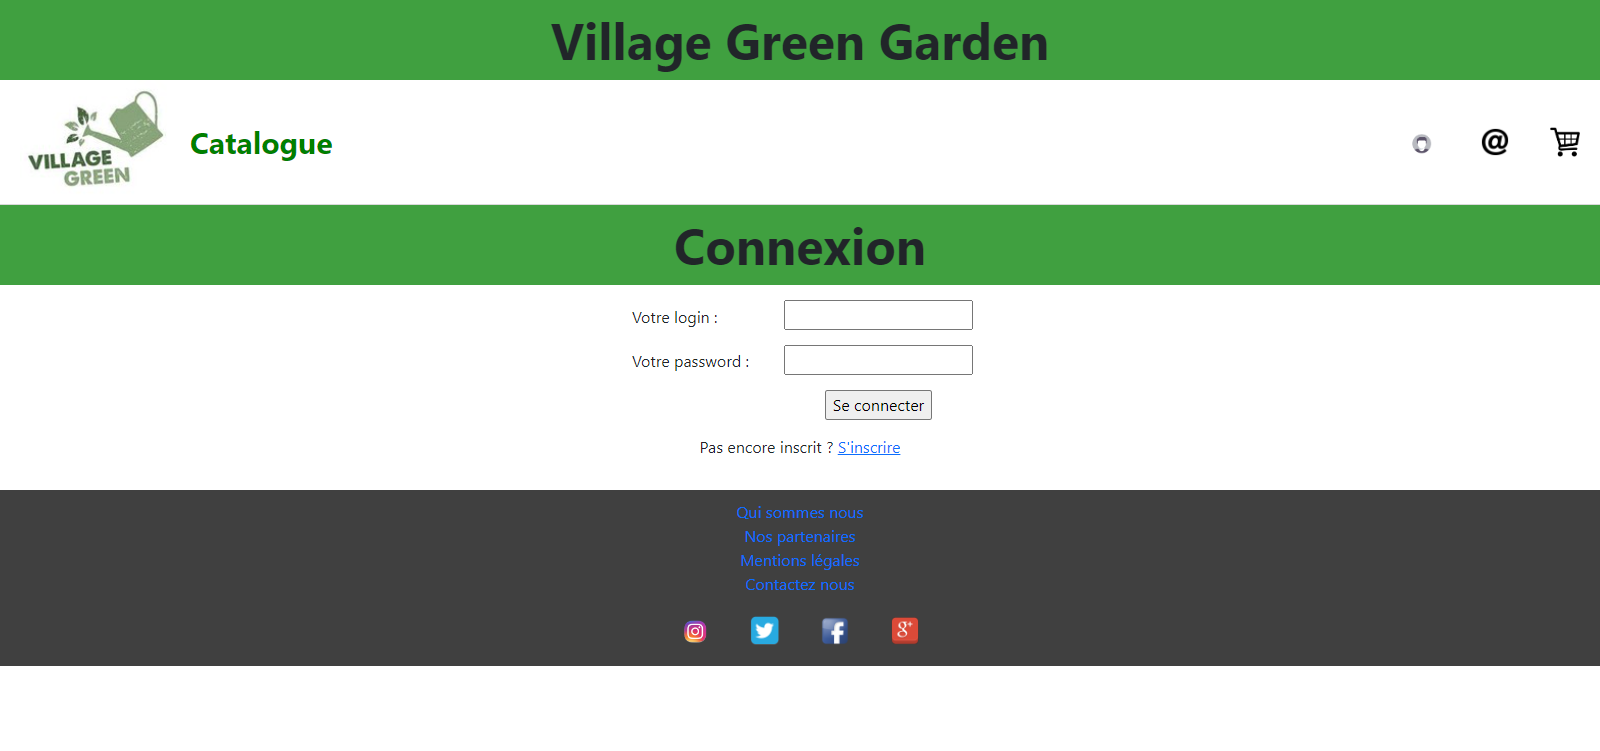 Village Green Garden
VILLAGE
GREEN
Catalogue
@
Connexion
Votre login :
Votre password :
Se connecter
Pas encore inscrit ? S'inscrire
Qui sommes nous
Nos partenaires
Mentions légales
Contactez nous